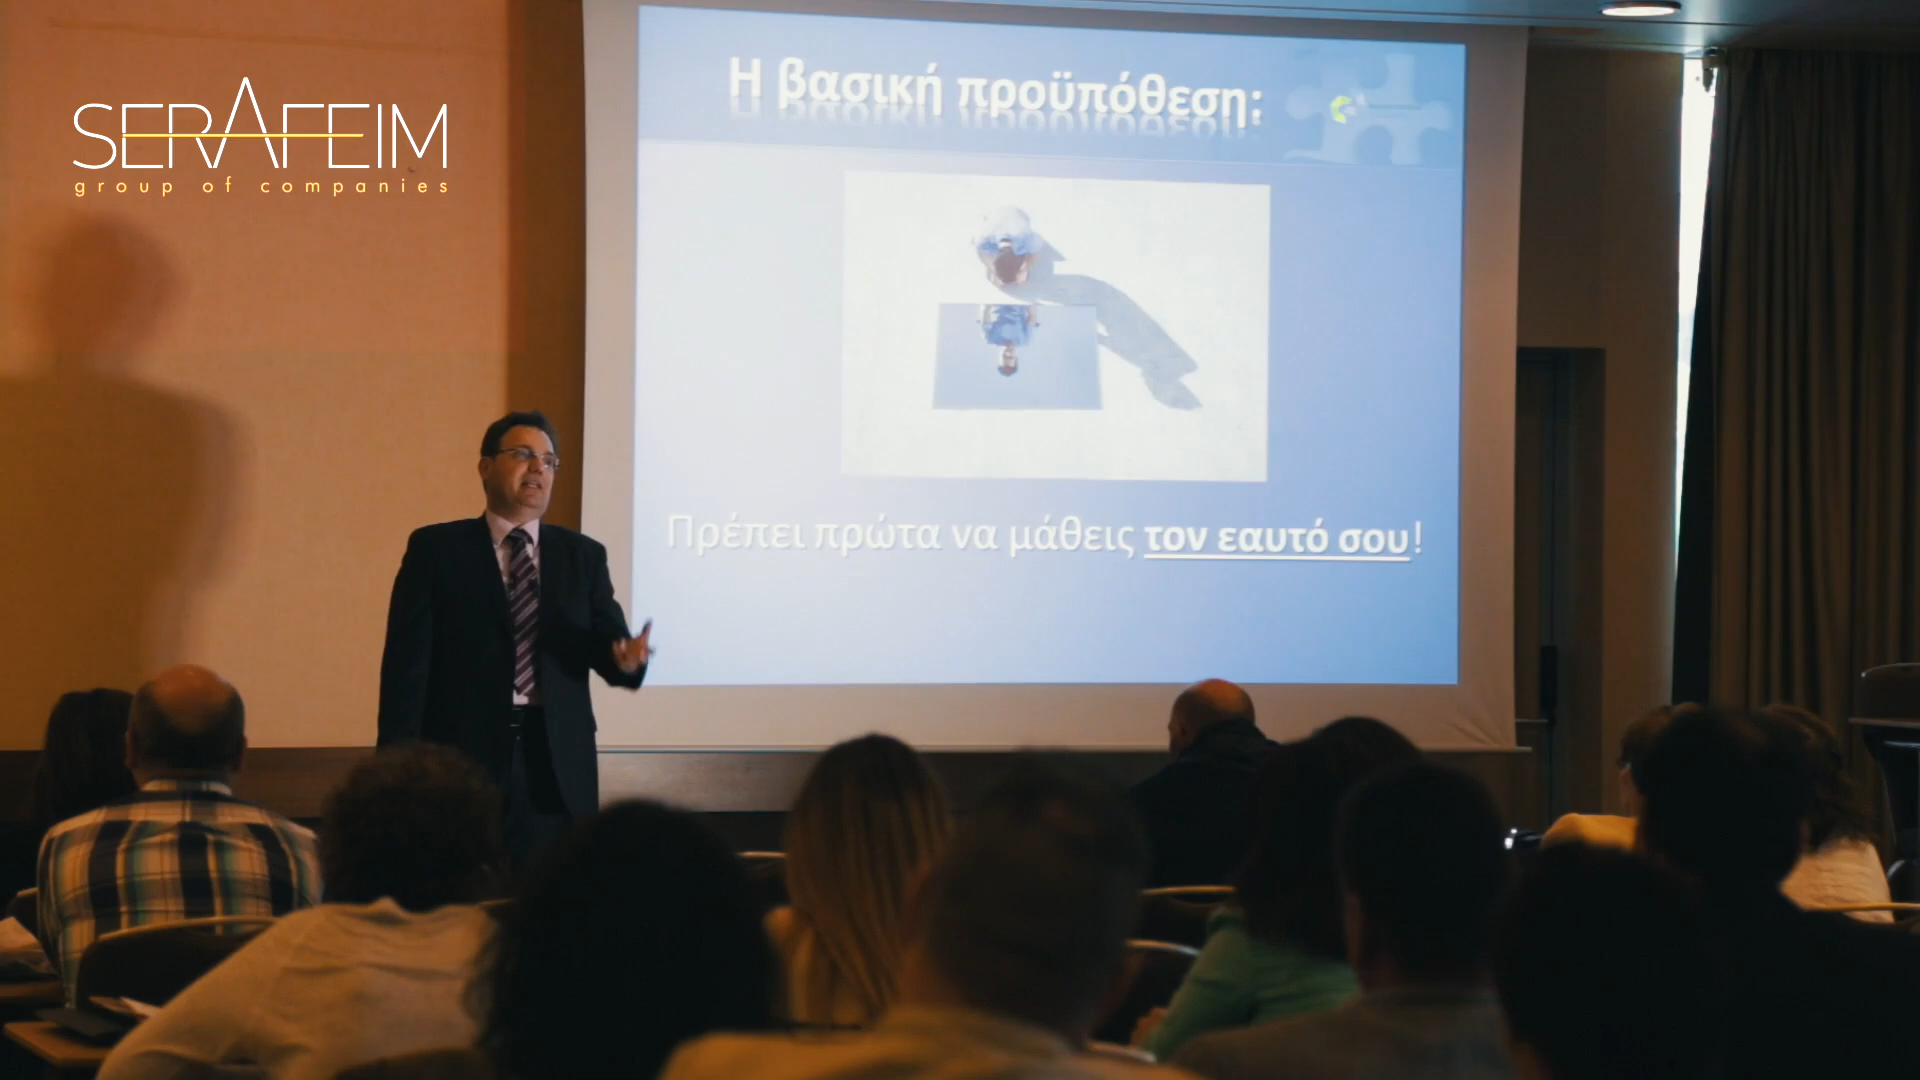 SERAFEIM
group of companies
Η βασική προϋπόθεση:
Πρέπει πρώτα να μάθεις τον εαυτό σου!